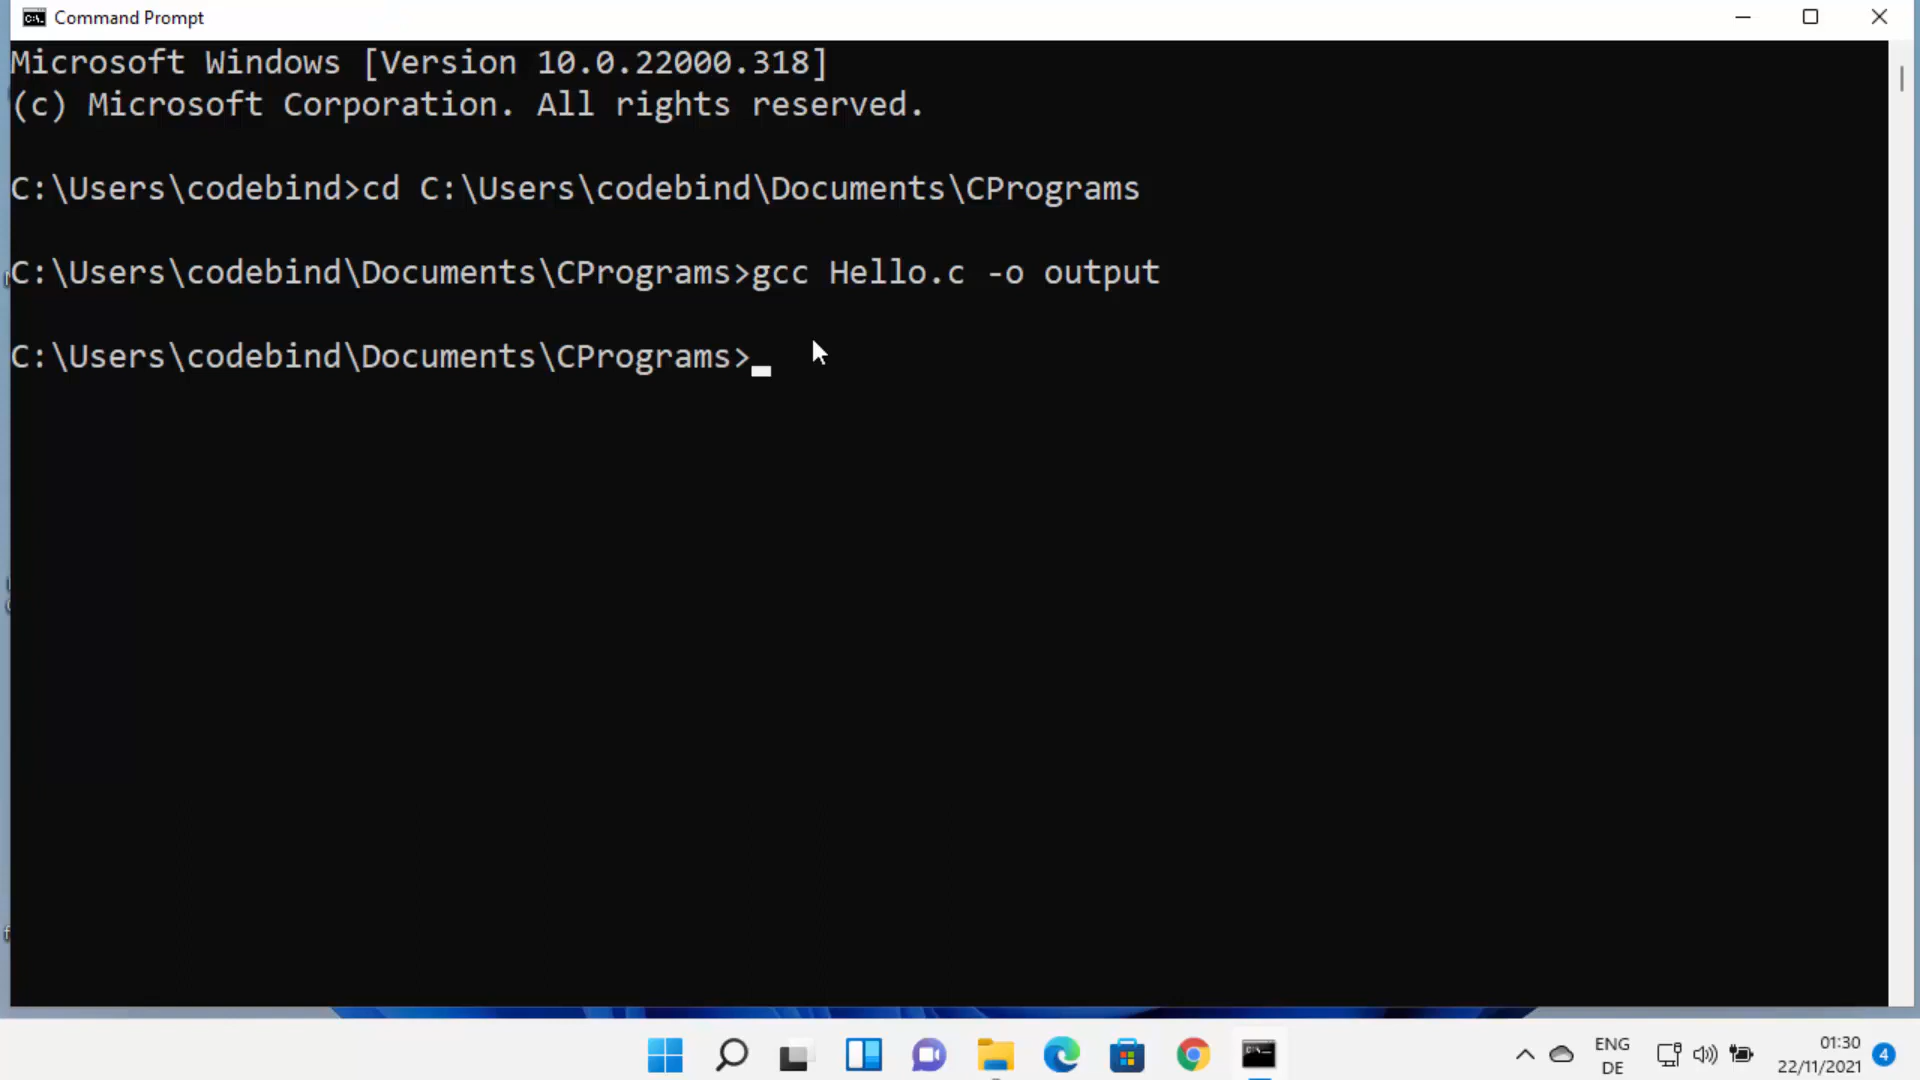 Command Prompt
Microsoft Windows [Version 10.0.22000.318]
(c) Microsoft Corporation. All rights reserved.
C:\Users\codebind>cd C:\Users\codebind\Documents\CPrograms
C:\Users\codebind\Documents\CPrograms>gcc Hello.c -o output
C:\Users\codebind\Documents\CPrograms>
ENG
DE
01:30
22/11/2021
4